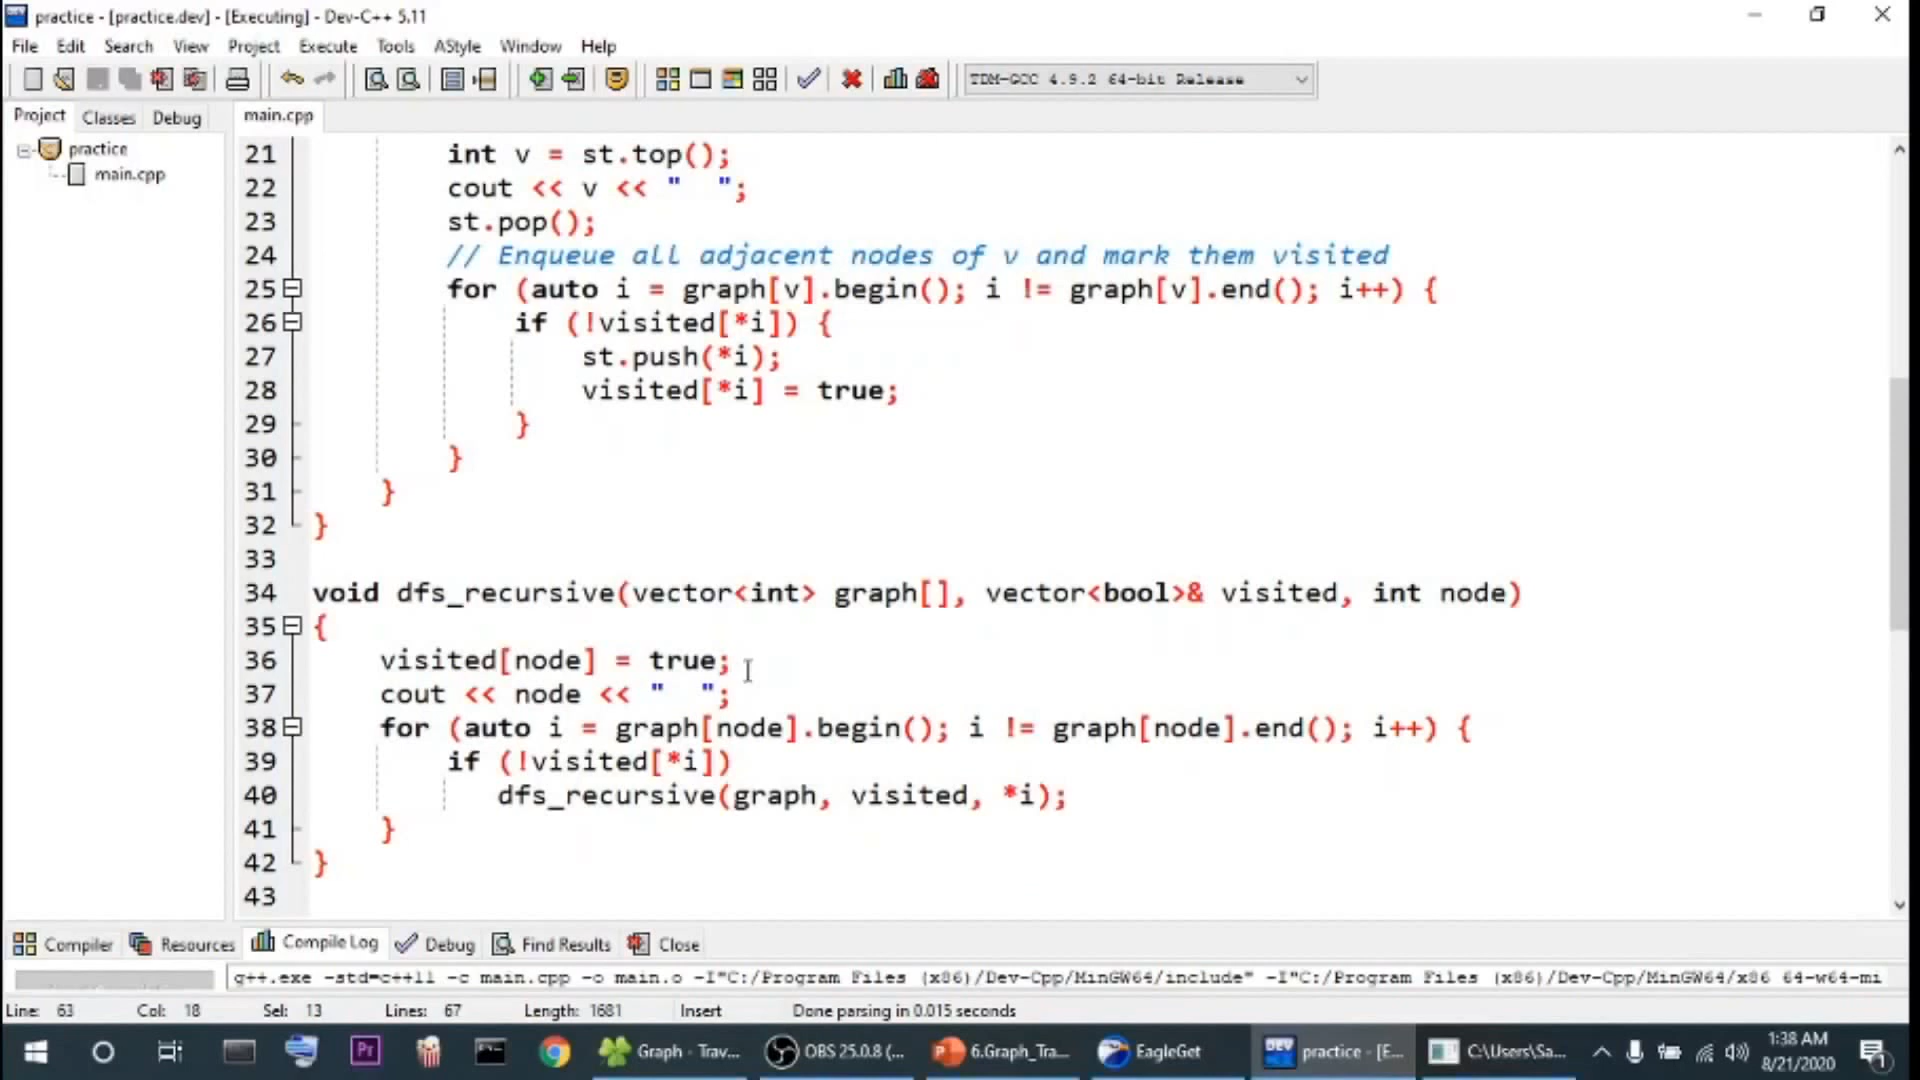 practice - [practice.dev] - [Executing] - Dev-C++ 5.11
File Edit Search View Project Execute Tools AStyle Window Help
TDM-GCC 4.9.2 64-bit Release
Project Classes Debug
main.cpp
practice
main.cpp
21 int v = st.top();
22 cout << v << "  ";
23 st.pop();
24 // Enqueue all adjacent nodes of v and mark them visited
25 for (auto i = graph[v].begin(); i != graph[v].end(); i++) {
26 if (!visited[*i]) {
27 st.push(*i);
28 visited[*i] = true;
29 }
30 }
31 }
32 }
33
34 void dfs_recursive(vector<int> graph[], vector<bool>& visited, int node)
35 {
36 visited[node] = true;
37 cout << node << "  ";
38 for (auto i = graph[node].begin(); i != graph[node].end(); i++) {
39 if (!visited[*i])
40 dfs_recursive(graph, visited, *i);
41 }
42 }
43
Compiler Resources Compile Log Debug Find Results Close
g++.exe -std=c++11 -c main.cpp -o main.o -I"C:/Program Files (x86)/Dev-Cpp/MinGW64/include" -I"C:/Program Files (x86)/Dev-Cpp/MinGW64/x86 64-w64-mi
Line: 63 Col: 18 Sel: 13 Lines: 67 Length: 1681 Insert Done parsing in 0.015 seconds
Pr
Graph - Trav...
OBS 25.0.8 (...
6.Graph_Tra...
EagleGet
DEV
practice - [E...
C:\Users\Sa...
1:38 AM
8/21/2020
1